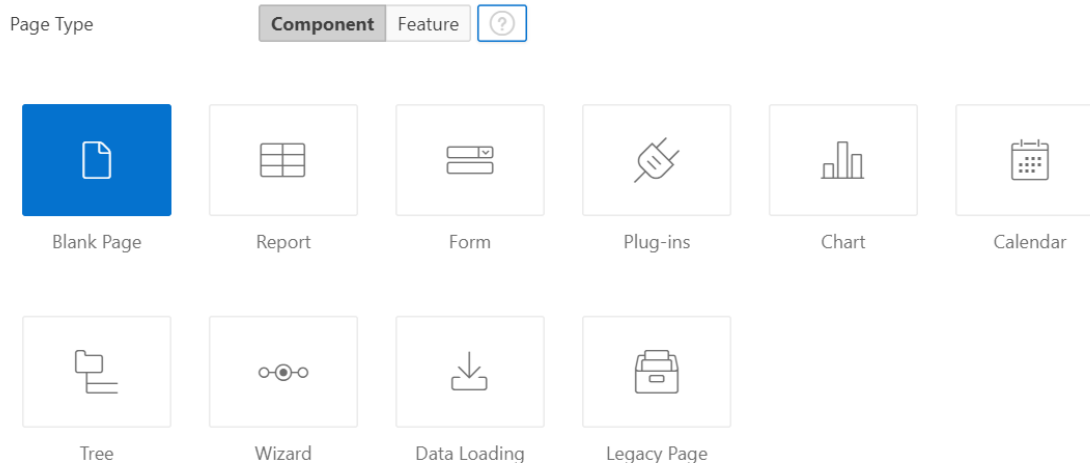 Page Type Component Feature ?
Blank Page Report Form Plug-ins Chart Calendar
Tree Wizard Data Loading Legacy Page